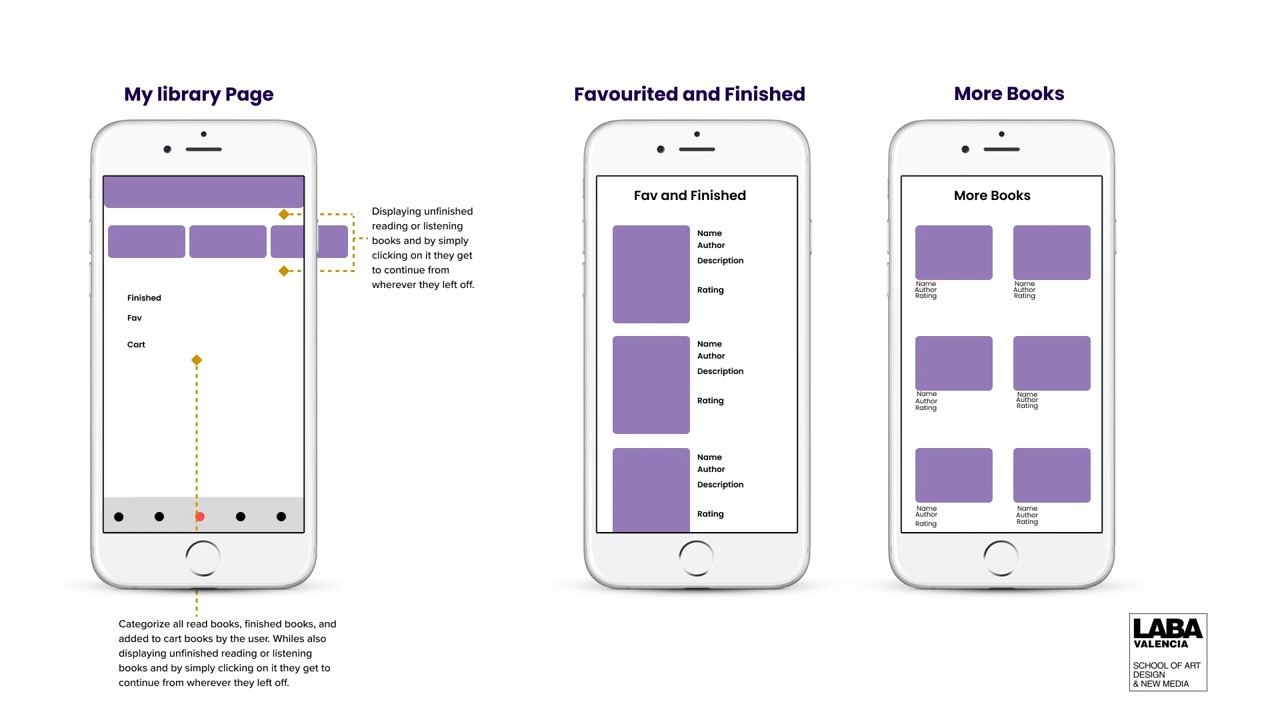 My library Page
Displaying unfinished
reading or listening
books and by simply
clicking on it they get
to continue from
wherever they left off.
Finished
Fav
Cart
Categorize all read books, finished books, and
added to cart books by the user. Whiles also
displaying unfinished reading or listening
books and by simply clicking on it they get to
continue from wherever they left off.
Favourited and Finished
Fav and Finished
Name
Author
Description
Rating
Name
Author
Description
Rating
Name
Author
Description
Rating
More Books
More Books
Name
Author
Rating
Name
Author
Rating
Name
Author
Rating
Name
Author
Rating
Name
Author
Rating
Name
Author
Rating
LABA
VALENCIA
SCHOOL OF ART
DESIGN
& NEW MEDIA